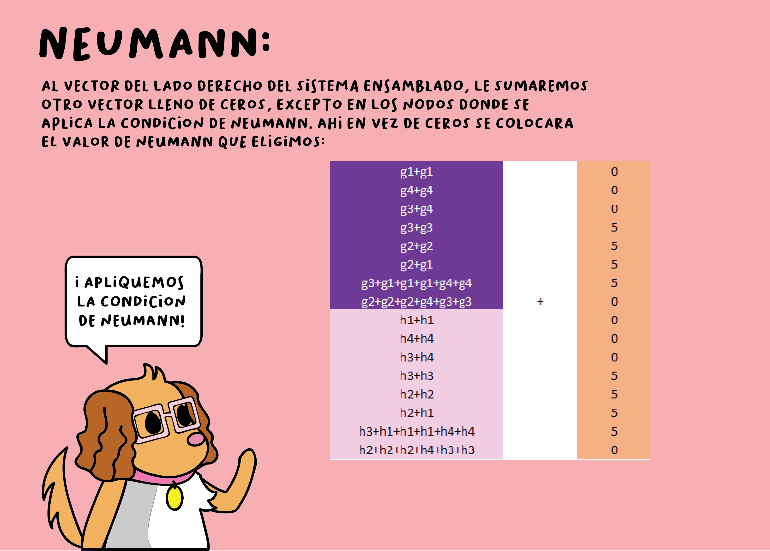 NEUMANN:
AL VECTOR DEL LADO DERECHO DEL SISTEMA ENSAMBLADO, LE SUMAREMOS
OTRO VECTOR LLENO DE CEROS, EXCEPTO EN LOS NODOS DONDE SE
APLICA LA CONDICION DE NEUMANN. AHI EN VEZ DE CEROS SE COLOCARA
EL VALOR DE NEUMANN QUE ELIGIMOS:
g1+g1 0
g4+g4 0
g3+g4 0
g3+g3 5
g2+g2 5
g2+g1 5
g3+g1+g1+g1+g4+g4 5
g2+g2+g2+g4+g3+g3 + 0
h1+h1 0
h4+h4 0
h3+h4 0
h3+h3 5
h2+h2 5
h2+h1 5
h3+h1+h1+h1+h4+h4 5
h2+h2+h2+h4+h3+h3 0
¡ APLIQUEMOS
LA CONDICION
DE NEUMANN!